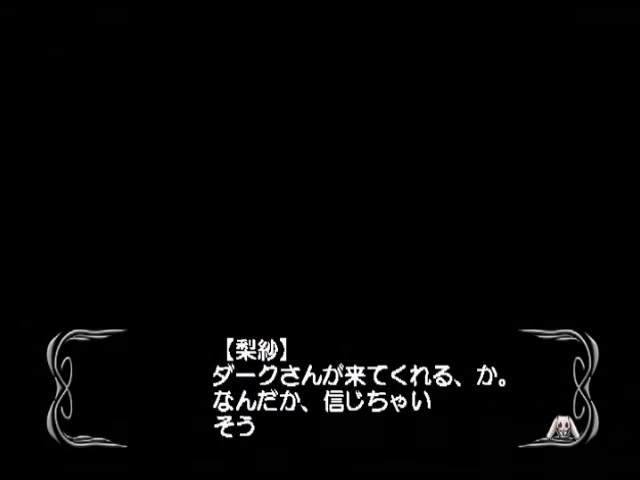 【梨紗】
ダークさんが来てくれる、か。
なんだか、信じちゃい
そう